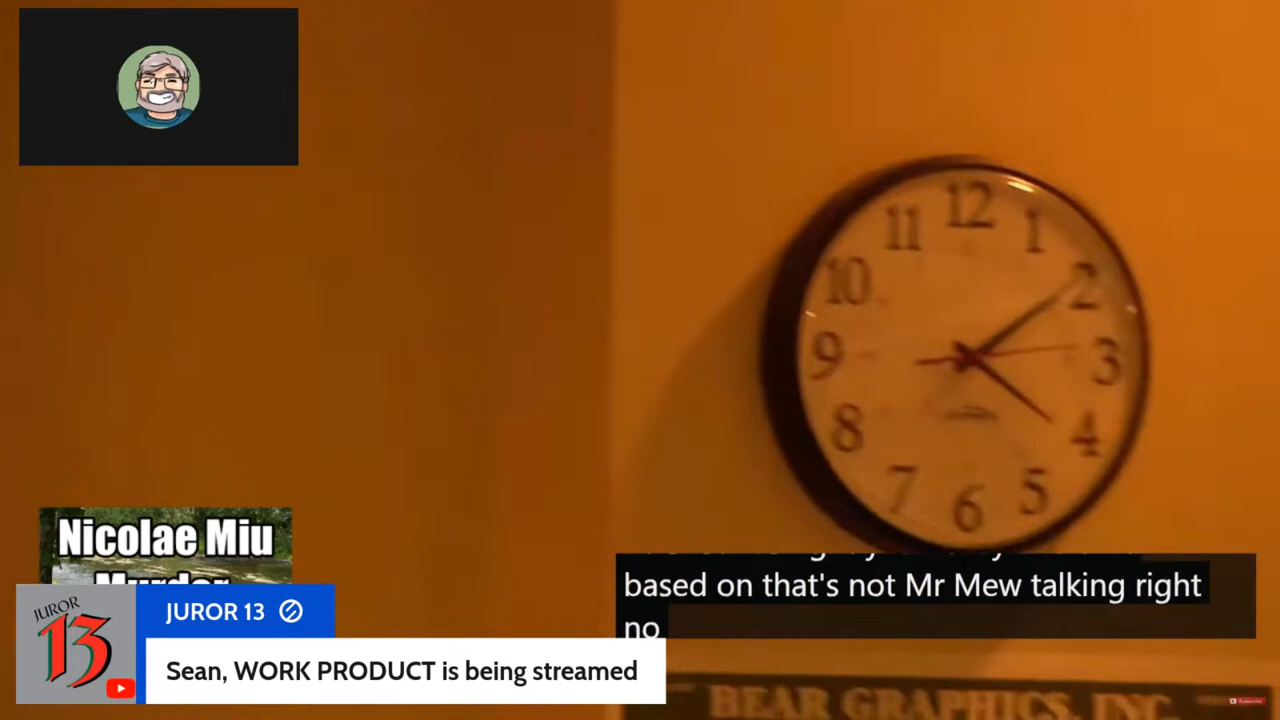 12
11
1
10
2
9
3
8
4
7
5
6
Nicolae Miu
Murder
based on that's not Mr Mew talking right
no
JUROR
13
JUROR 13
Sean, WORK PRODUCT is being streamed
BEAR GRAPHICS, INC